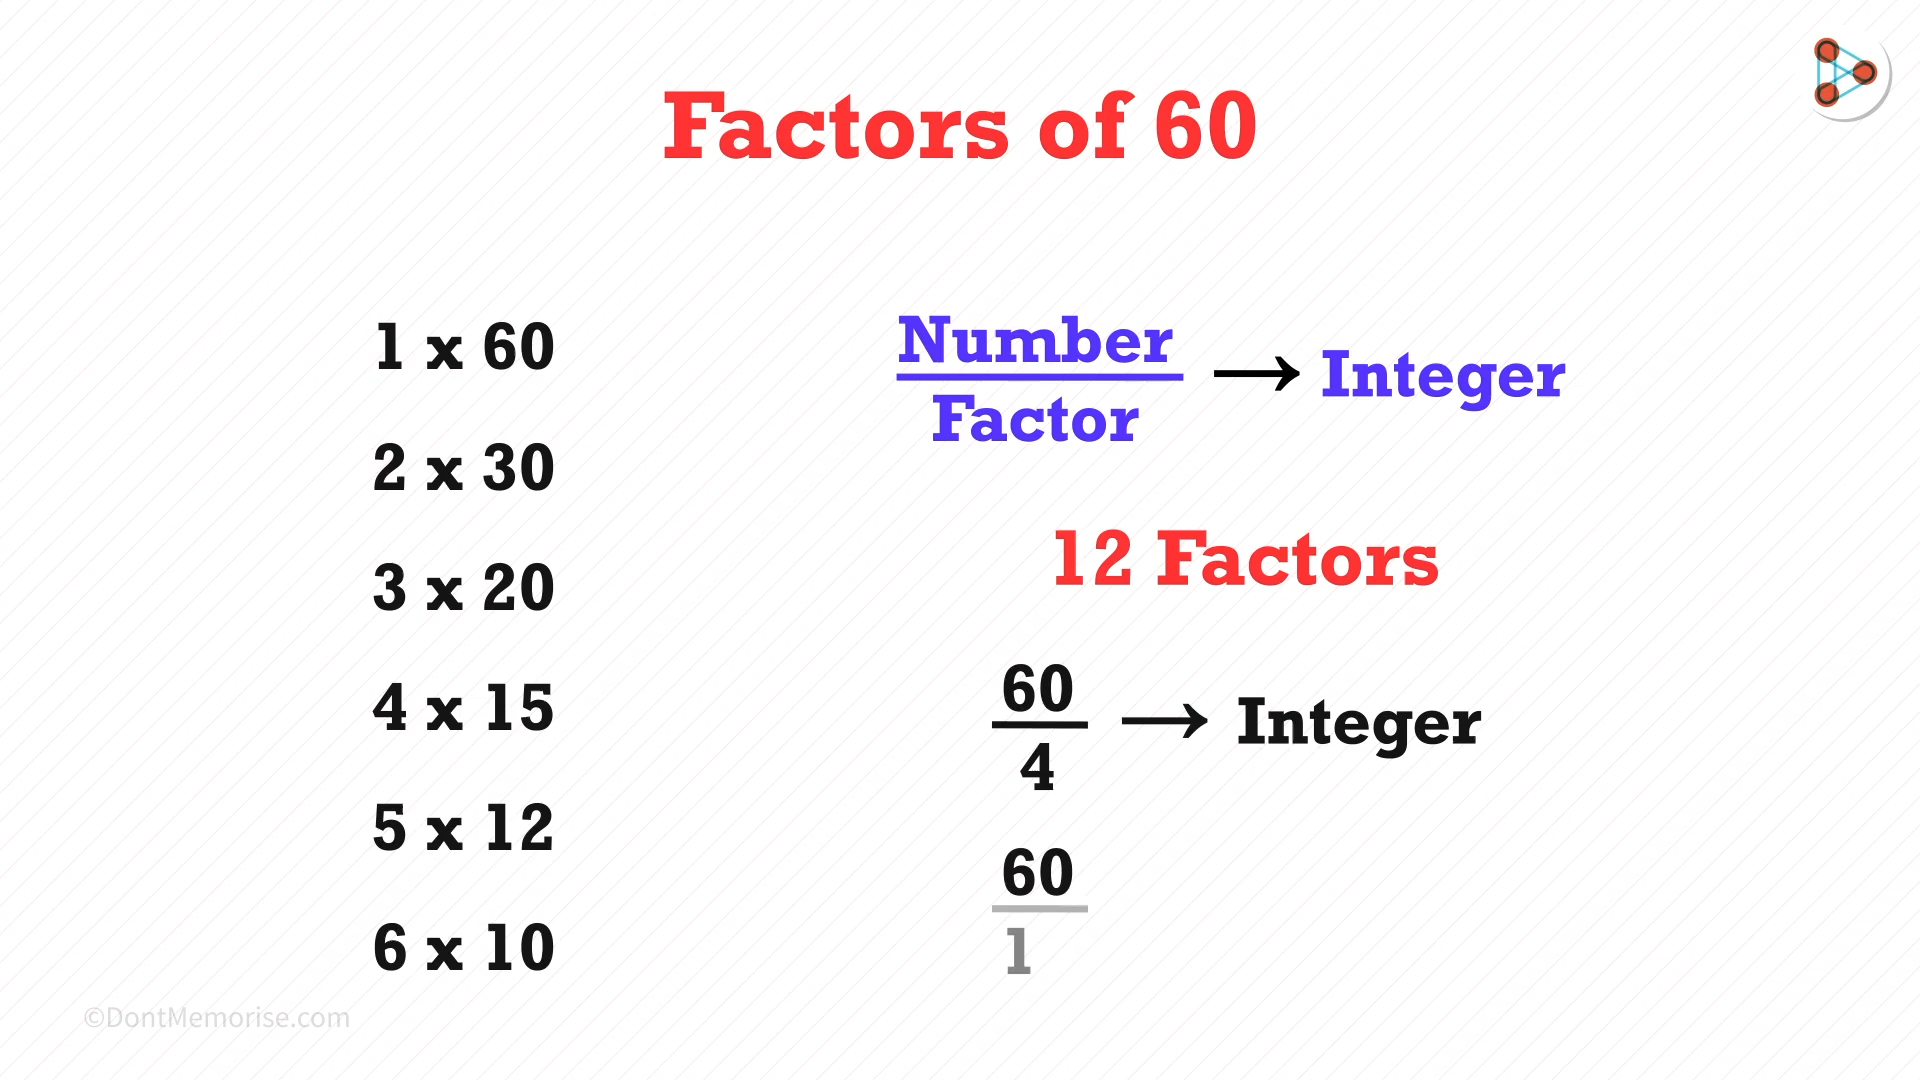 Factors of 60
1 x 60
2 x 30
3 x 20
4 x 15
5 x 12
6 x 10
Number
Factor
→ Integer
12 Factors
60
4
→ Integer
60
1
©DontMemorise.com